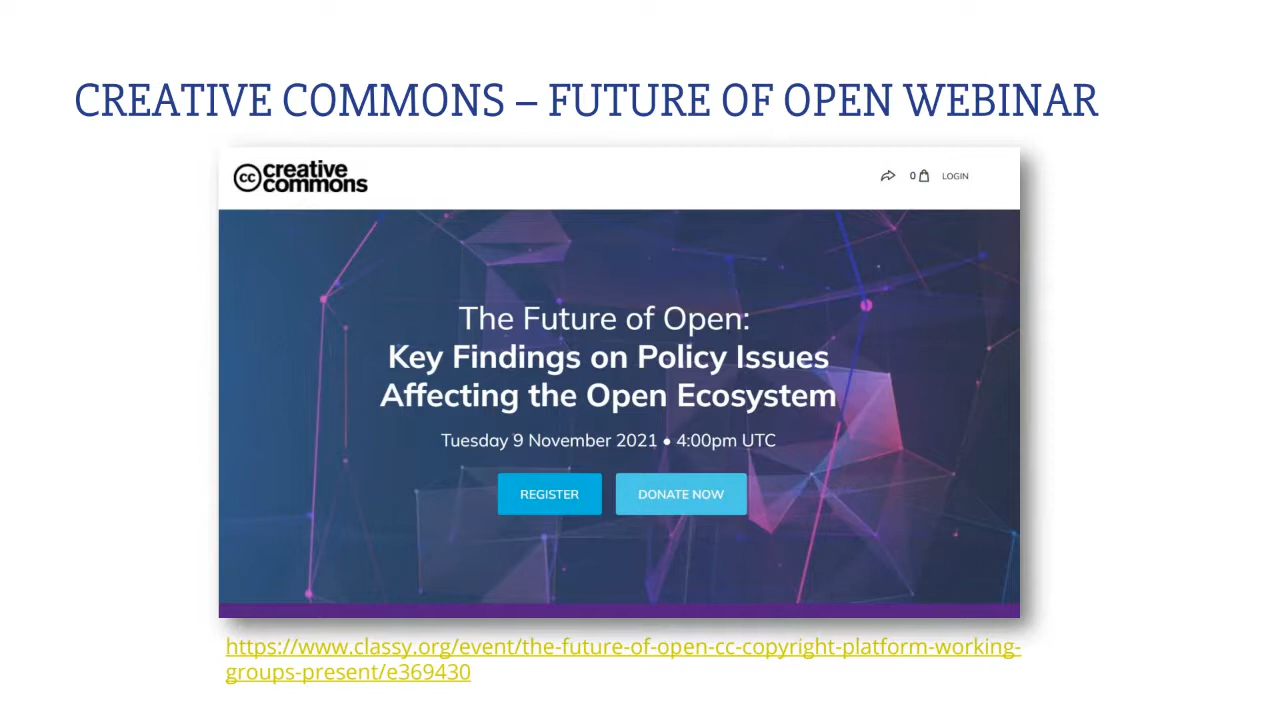 CREATIVE COMMONS – FUTURE OF OPEN WEBINAR
cc creative
commons
0 LOGIN
The Future of Open:
Key Findings on Policy Issues
Affecting the Open Ecosystem
Tuesday 9 November 2021 • 4:00pm UTC
REGISTER DONATE NOW
https://www.classy.org/event/the-future-of-open-cc-copyright-platform-working-
groups-present/e369430